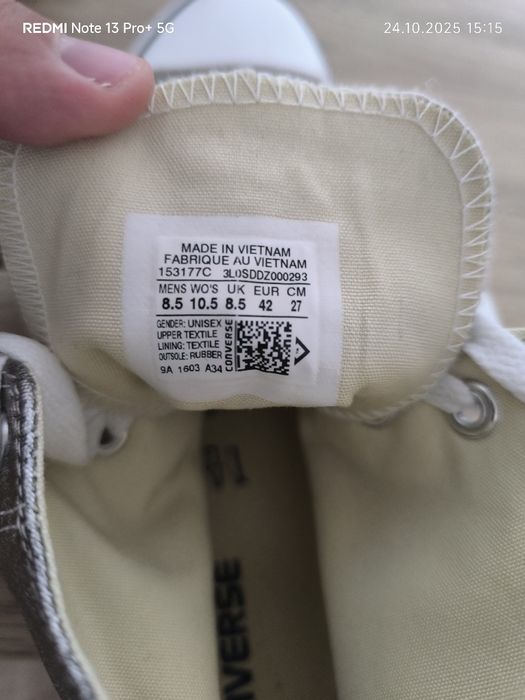 REDMI Note 13 Pro+ 5G
24.10.2025 15:15
MADE IN VIETNAM
FABRIQUE AU VIETNAM
153177C 3L0SDDZ000293
MENS WO'S UK EUR CM
8.5 10.5 8.5 42 27
GENDER: UNISEX
UPPER TEXTILE
LINING: TEXTILE
OUTSOLE: RUBBER
9A 1603 A34
CONVERSE
NVERSE